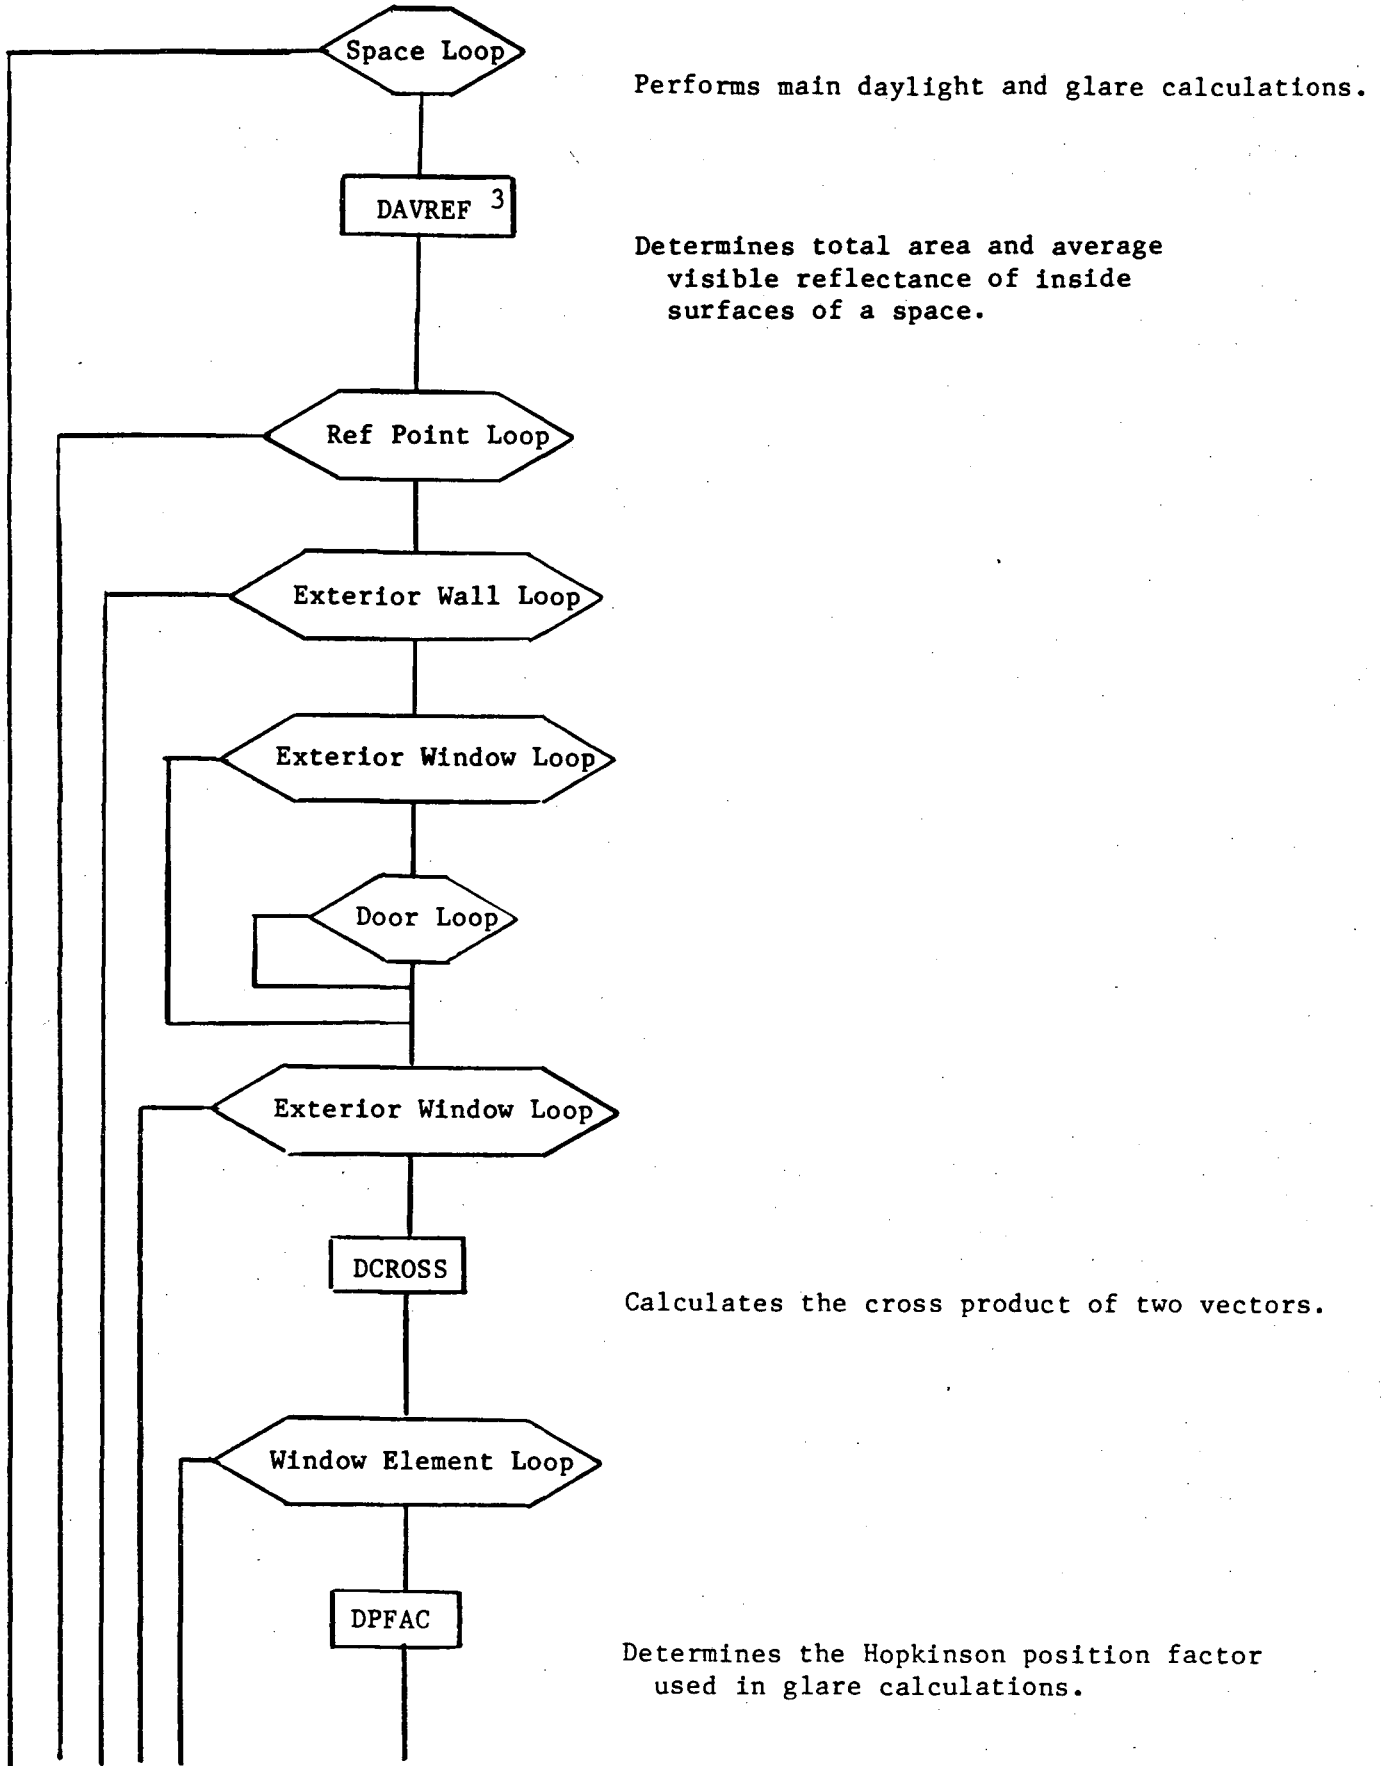 Space Loop
Performs main daylight and glare calculations.
DAVREF 3
Determines total area and average
visible reflectance of inside
surfaces of a space.
Ref Point Loop
Exterior Wall Loop
Exterior Window Loop
Door Loop
Exterior Window Loop
DCROSS
Calculates the cross product of two vectors.
Window Element Loop
DPFAC
Determines the Hopkinson position factor
used in glare calculations.